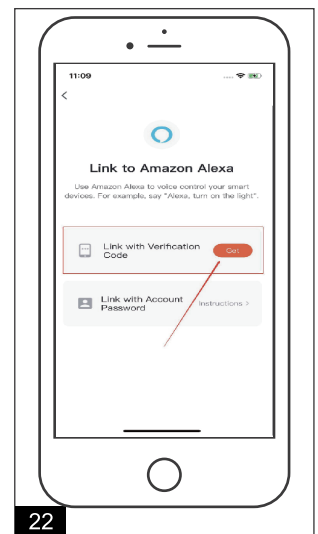 11:09
Link to Amazon Alexa
Use Amazon Alexa to voice control your smart
devices. For example, say "Alexa, turn on the light".
Link with Verification
Code
Get
Link with Account
Password
Instructions >
22